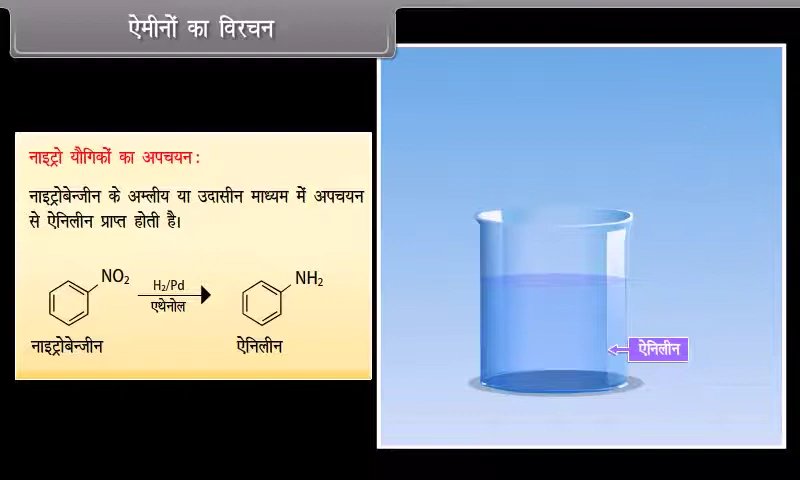 ऐमीनों का विरचन
नाइट्रो यौगिकों का अपचयन :
नाइट्रोबेन्जीन के अम्लीय या उदासीन माध्यम में अपचयन
से ऐनिलीन प्राप्त होती है।
NO₂
H₂/Pd
एथेनोल
NH₂
नाइट्रोबेन्जीन
ऐनिलीन
ऐनिलीन